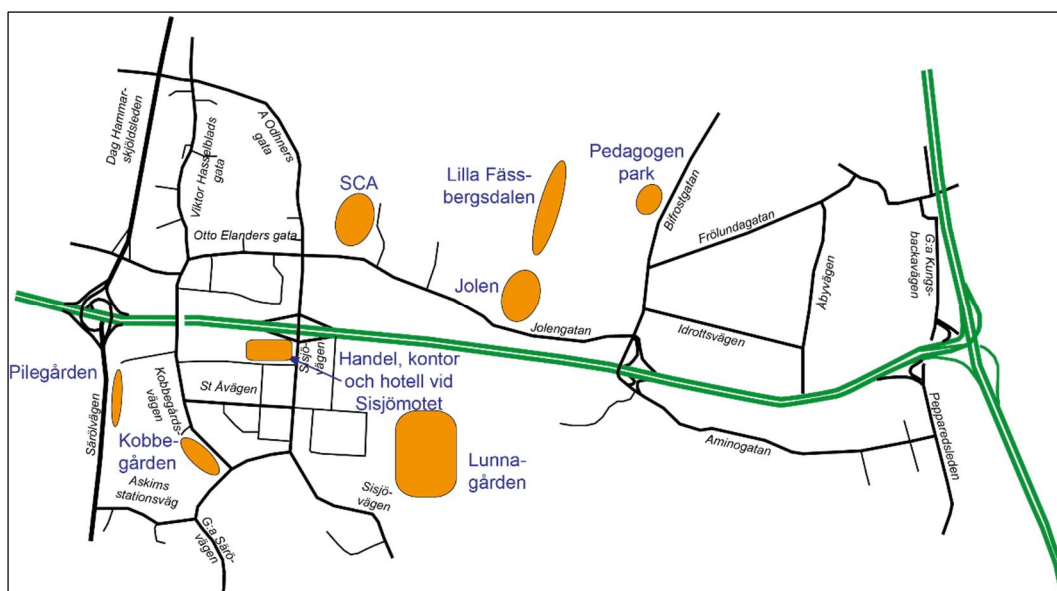 Dag Hammar-
skjöldsleden
Viktor Hasselblads
gata
A Odhners
gata
SCA
Lilla Fäss-
bergsdalen
Pedagogen
park
Bifrostgatan
Frölundagatan
Otto Elanders gata
Åbyvägen
G:a Kungs-
backavägen
Jolen
Jolengatan
Idrottsvägen
Sisjö-
vägen
Handel, kontor
och hotell vid
Sisjömotet
Pilegården
Kobbegårds-
vägen
St Åvägen
Särölvägen
Kobbe-
gården
Askims
stationsväg
G:a Särö-
vägen
Sisjö-
vägen
Lunna-
gården
Aminogatan
Pepparedsleden